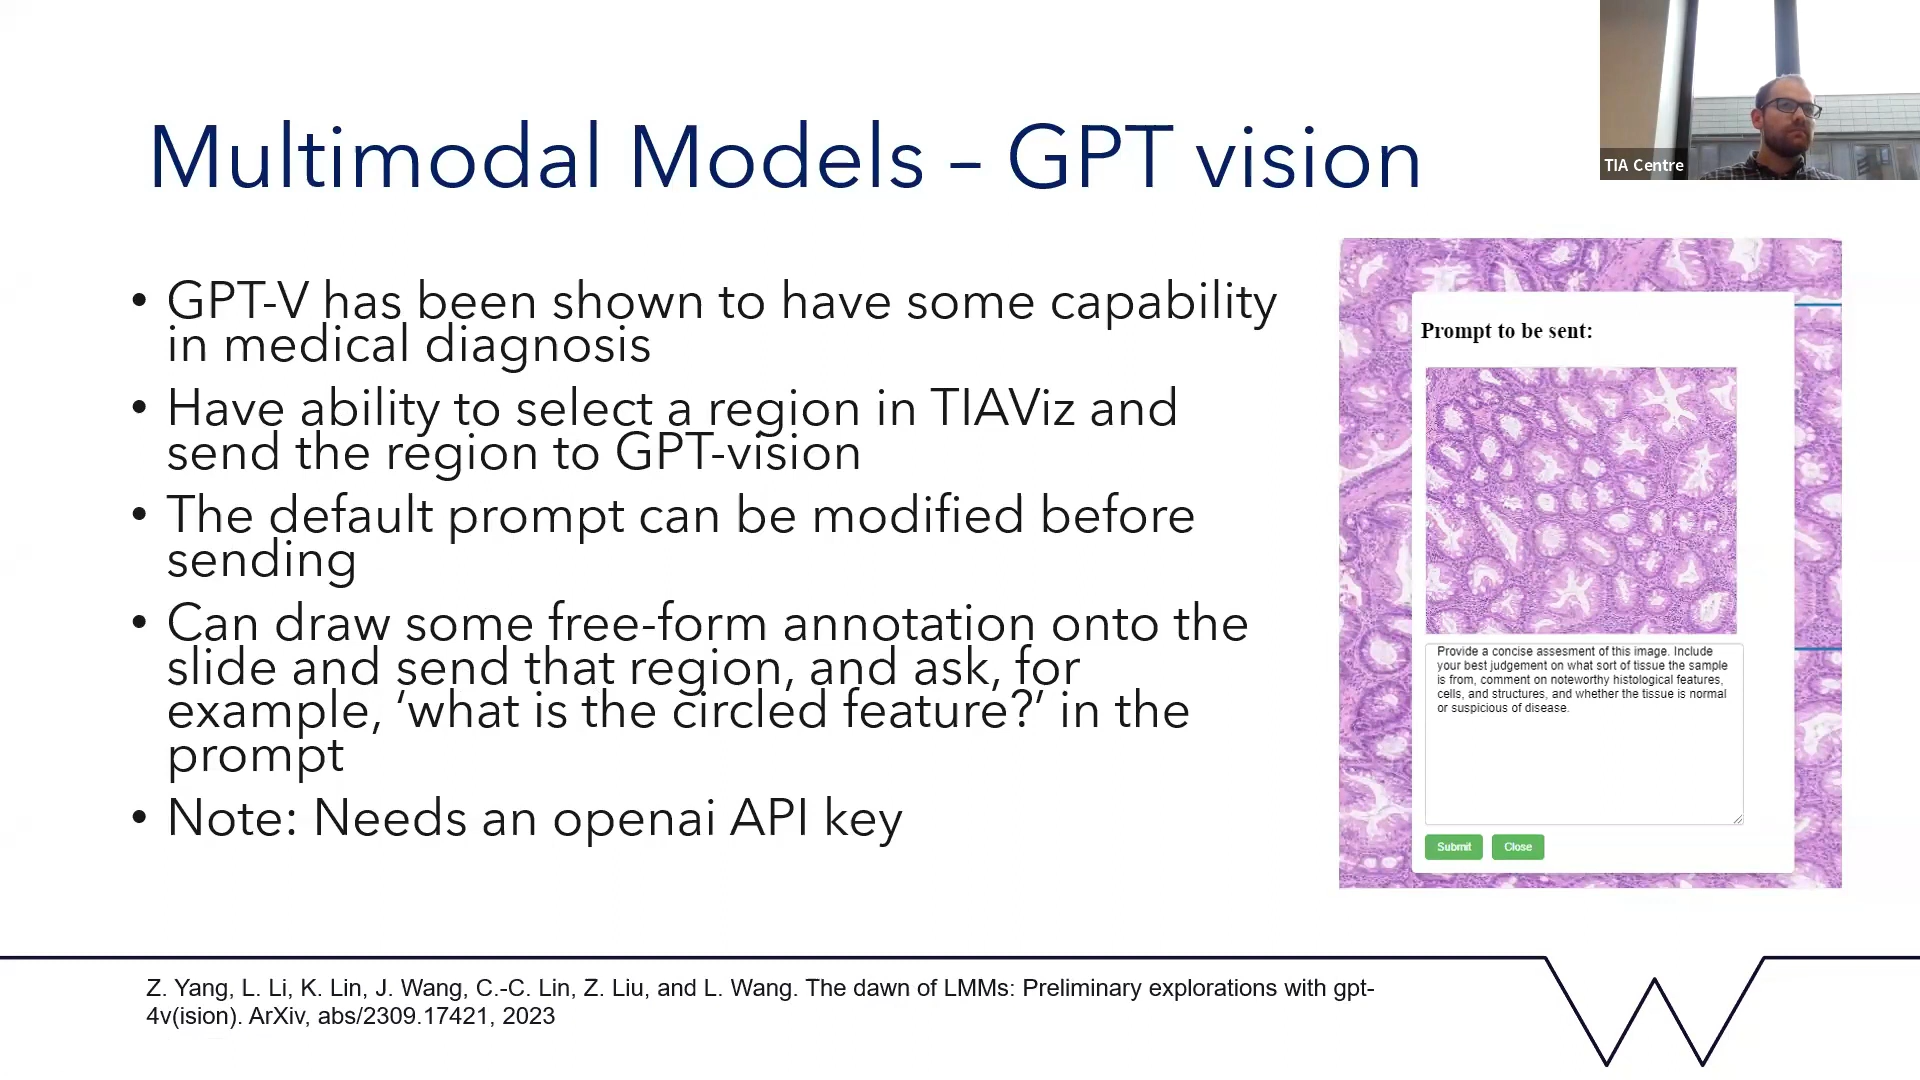 Multimodal Models – GPT vision
TIA Centre
• GPT-V has been shown to have some capability
in medical diagnosis
• Have ability to select a region in TIAViz and
send the region to GPT-vision
• The default prompt can be modified before
sending
• Can draw some free-form annotation onto the
slide and send that region, and ask, for
example, ‘what is the circled feature?’ in the
prompt
• Note: Needs an openai API key
Prompt to be sent:
Provide a concise assesment of this image. Include
your best judgement on what sort of tissue the sample
is from, comment on noteworthy histological features,
cells, and structures, and whether the tissue is normal
or suspicious of disease.
Submit Close
Z. Yang, L. Li, K. Lin, J. Wang, C.-C. Lin, Z. Liu, and L. Wang. The dawn of LMMs: Preliminary explorations with gpt-
4v(ision). ArXiv, abs/2309.17421, 2023